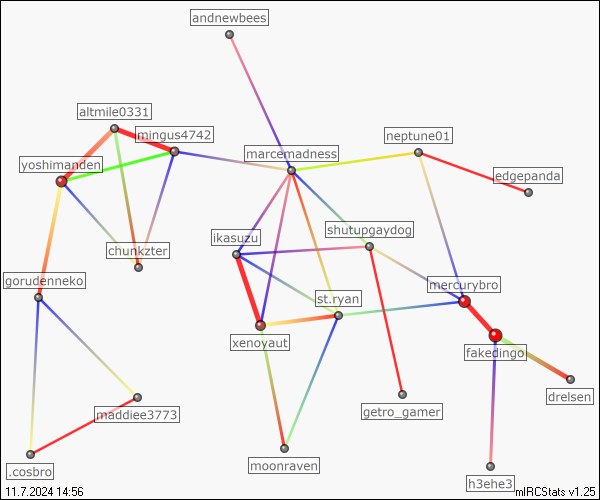 andnewbees
altmile0331
mingus4742
neptune01
marcemadness
yoshimanden
edgepanda
shutupgaydog
ikasuzu
chunkzter
gorudenneko
mercurybro
st.ryan
xenoyaut
fakedingo
drelsen
maddiee3773
getro_gamer
.cosbro
moonraven
h3ehe3
11.7.2024 14:56
mIRCStats v1.25